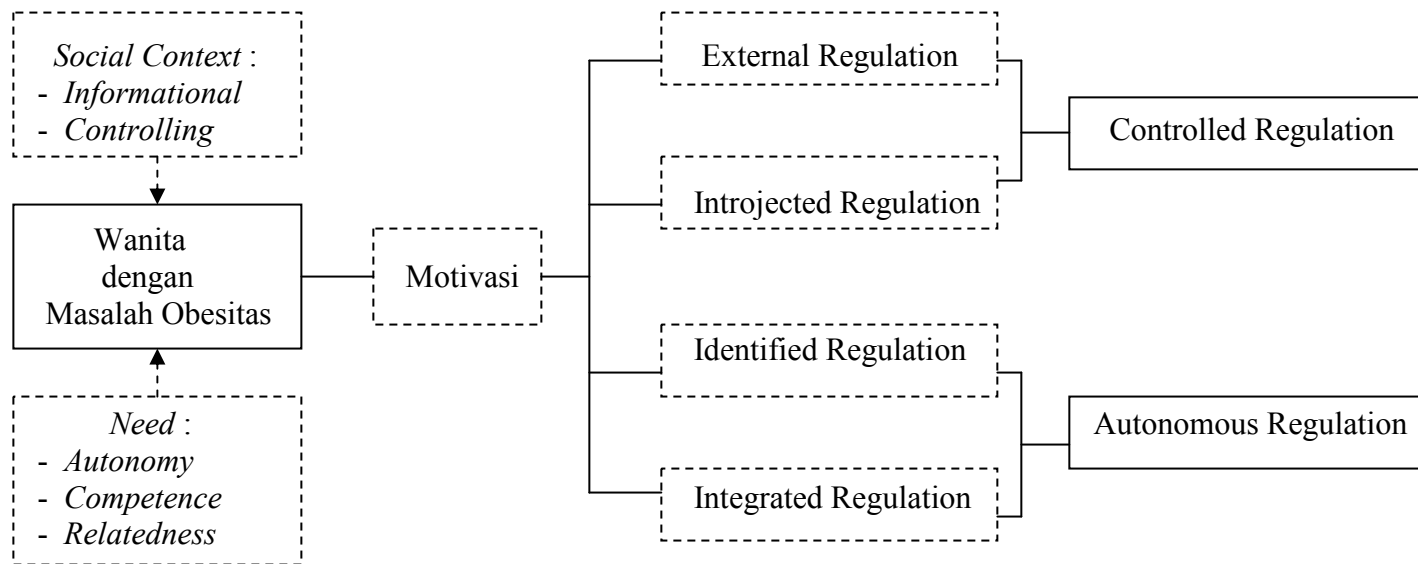 Social Context :
- Informational
- Controlling
Wanita
dengan
Masalah Obesitas
Need :
- Autonomy
- Competence
- Relatedness
Motivasi
External Regulation
Introjected Regulation
Identified Regulation
Integrated Regulation
Controlled Regulation
Autonomous Regulation